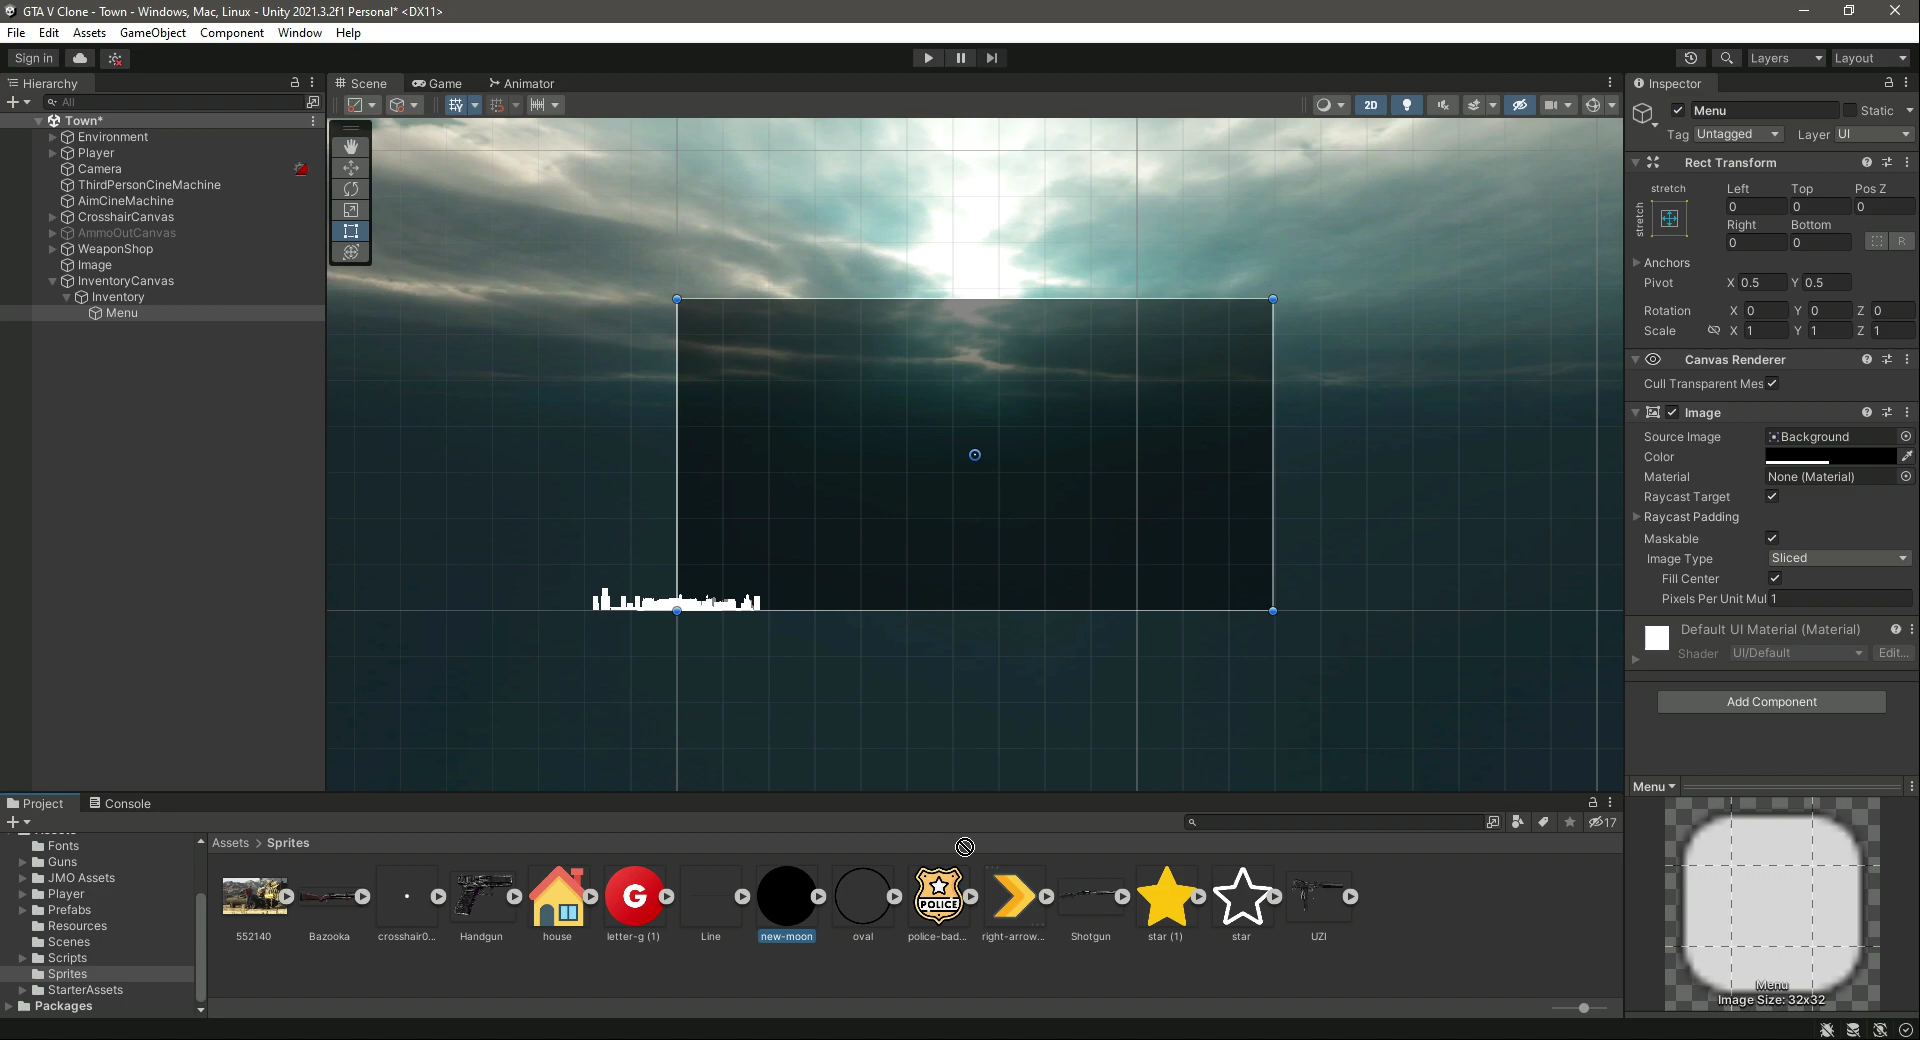 GTA V Clone - Town - Windows, Mac, Linux - Unity 2021.3.2f1 Personal* <DX11>
File Edit Assets GameObject Component Window Help
Sign in
Layers
Layout
Hierarchy
All
Town*
Environment
Player
Camera
ThirdPersonCineMachine
AimCineMachine
CrosshairCanvas
AmmoOutCanvas
WeaponShop
Image
InventoryCanvas
Inventory
Menu
Scene Game Animator
2D
Inspector
Menu Static
Tag Untagged Layer UI
Rect Transform
stretch
stretch
Left Top Pos Z
0 0 0
Right Bottom
0 0 R
Anchors
Pivot X 0.5 Y 0.5
Rotation X 0 Y 0 Z 0
Scale X 1 Y 1 Z 1
Canvas Renderer
Cull Transparent Mes
Image
Source Image Background
Color
Material None (Material)
Raycast Target
Raycast Padding
Maskable
Image Type Sliced
Fill Center
Pixels Per Unit Mul 1
Default UI Material (Material)
Shader UI/Default Edit...
Add Component
Menu
Menu
Image Size: 32x32
Project Console
17
Assets
Fonts
Guns
JMO Assets
Player
Prefabs
Resources
Scenes
Scripts
Sprites
StarterAssets
Packages
Assets > Sprites
G
POLICE
552140 Bazooka crosshair0... Handgun house letter-g (1) Line new-moon oval police-bad... right-arrow... Shotgun star (1) star UZI